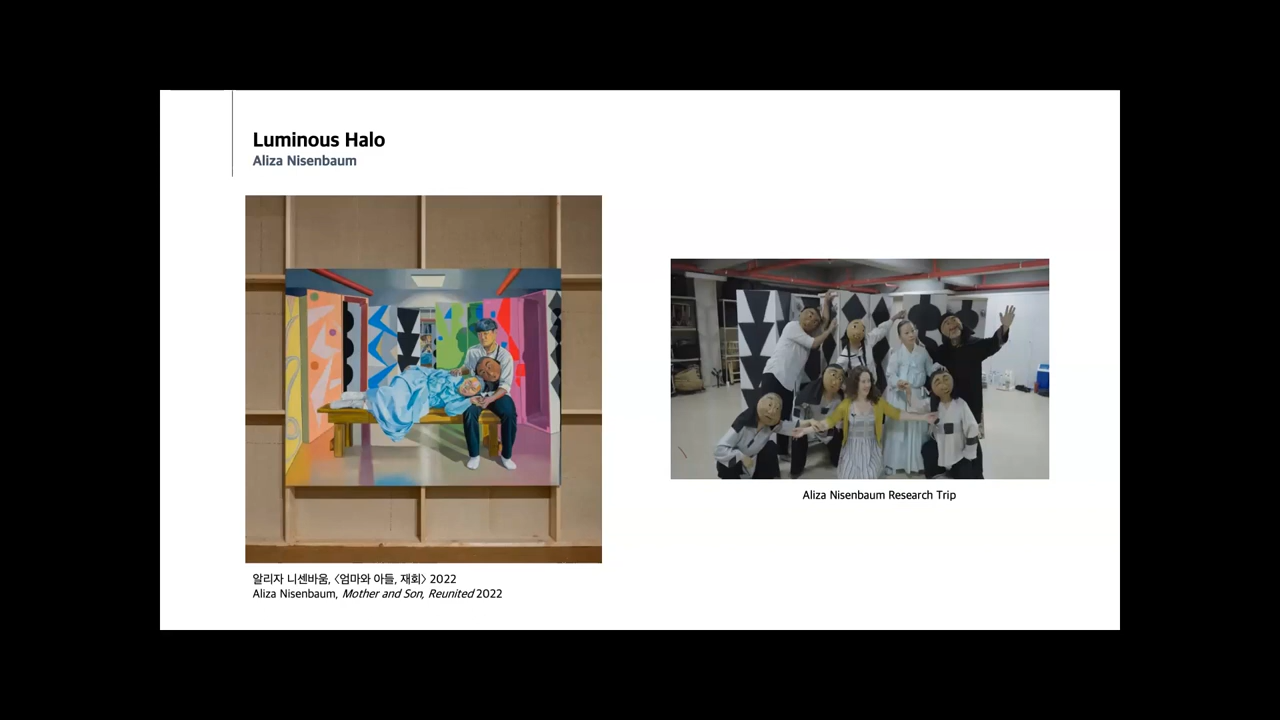 Luminous Halo
Aliza Nisenbaum
Aliza Nisenbaum Research Trip
알리자 니센바움, 〈엄마와 아들, 재회〉 2022
Aliza Nisenbaum, Mother and Son, Reunited 2022